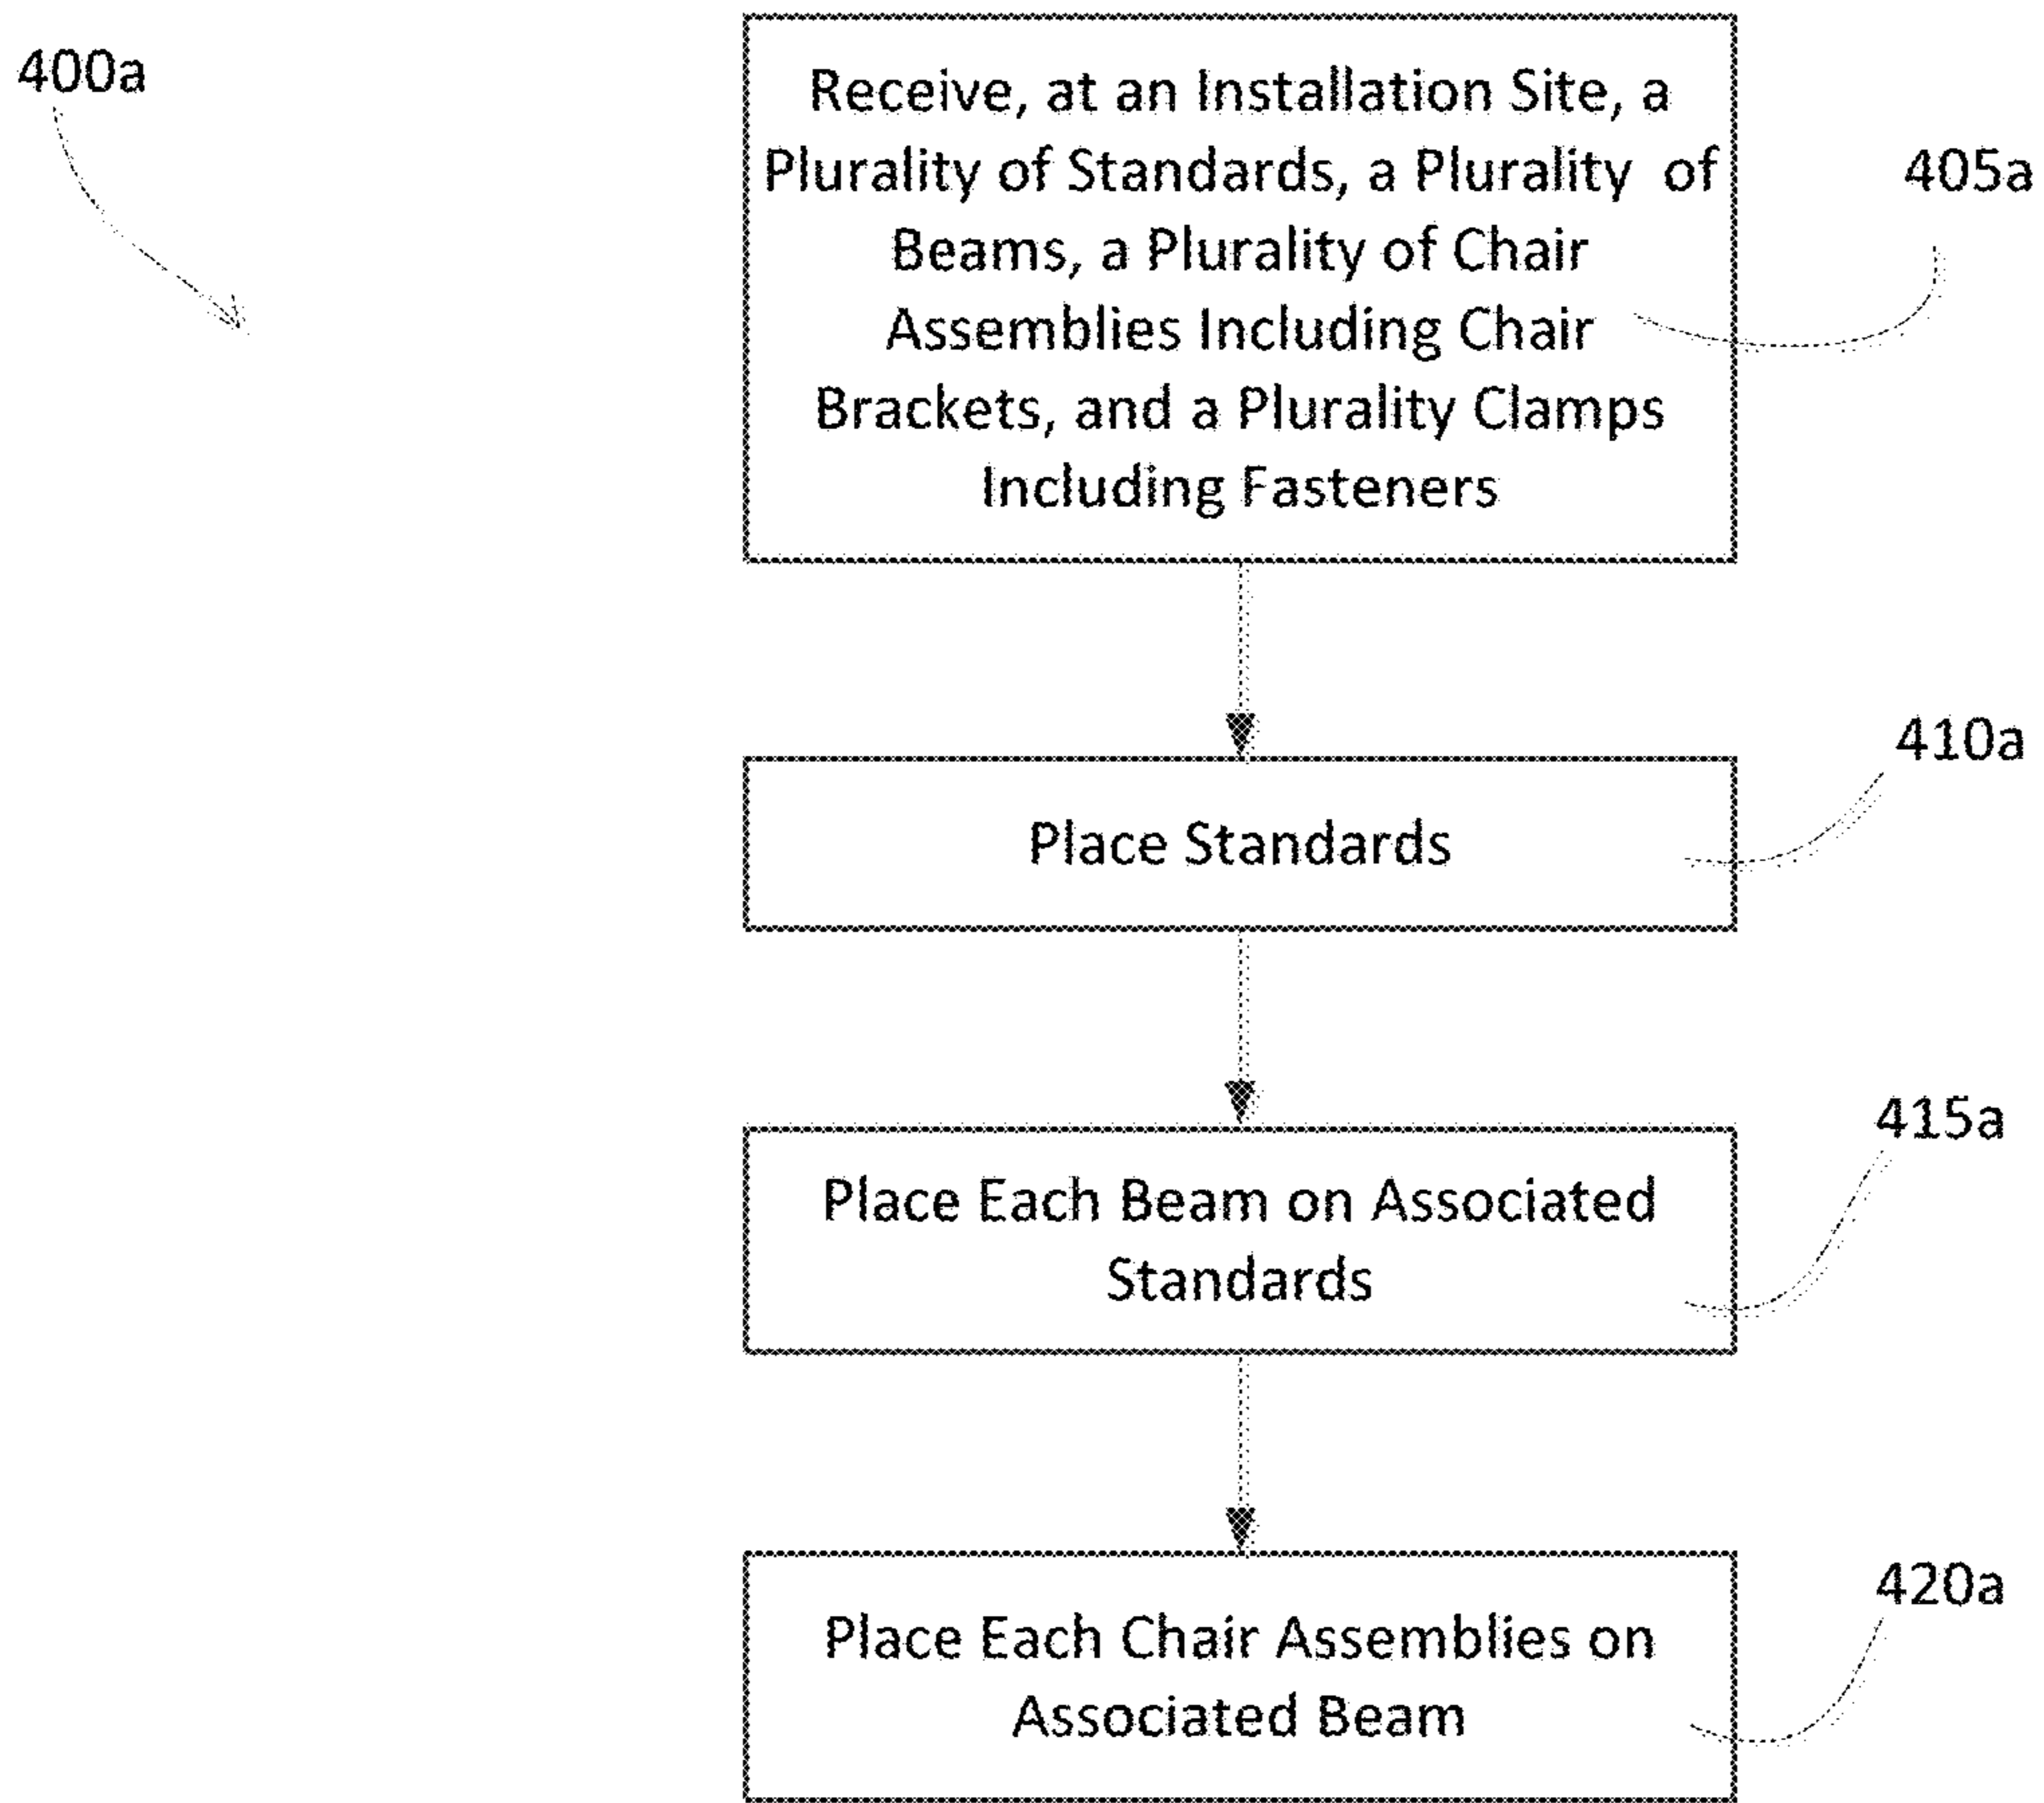 400a
Receive, at an Installation Site, a
Plurality of Standards, a Plurality of
Beams, a Plurality of Chair
Assemblies Including Chair
Brackets, and a Plurality Clamps
Including Fasteners
405a
410a
Place Standards
415a
Place Each Beam on Associated
Standards
420a
Place Each Chair Assemblies on
Associated Beam